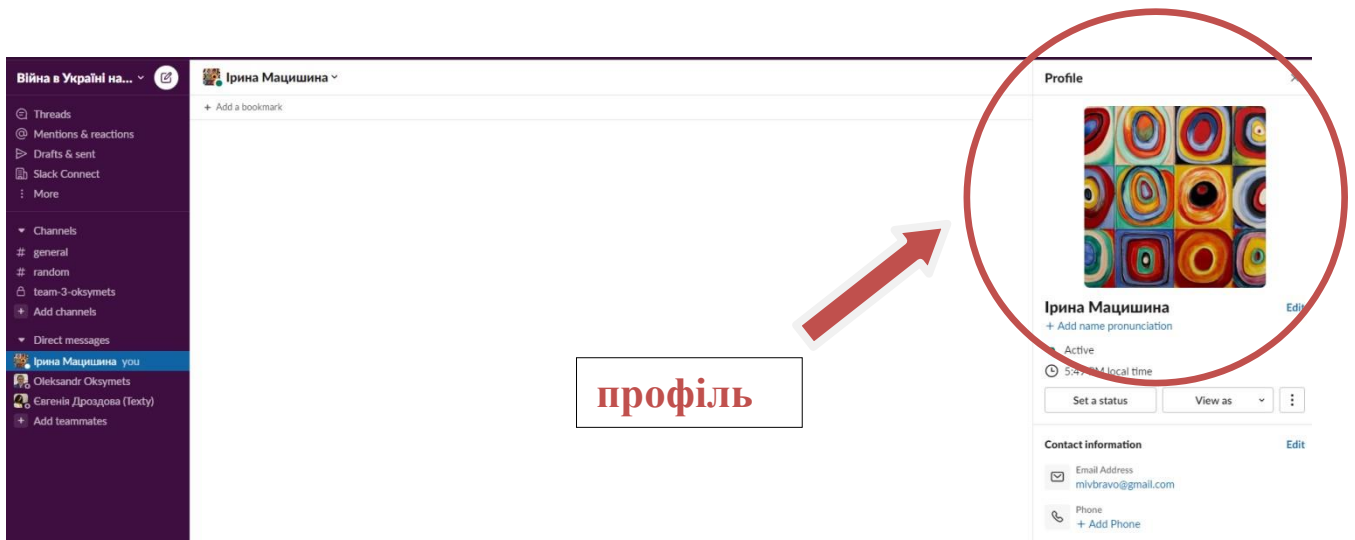 Війна в Україні на...
Threads
Mentions & reactions
Drafts & sent
Slack Connect
More
Channels
# general
# random
team-3-oksymets
+ Add channels
Direct messages
Ірина Мацишина you
Oleksandr Oksymets
Євгенія Дроздова (Texty)
+ Add teammates
Ірина Мацишина
+ Add a bookmark
профіль
Profile
Ірина Мацишина
Edit
+ Add name pronunciation
Active
5:47 PM local time
Set a status
View as
Contact information
Edit
Email Address
mivbravo@gmail.com
Phone
+ Add Phone